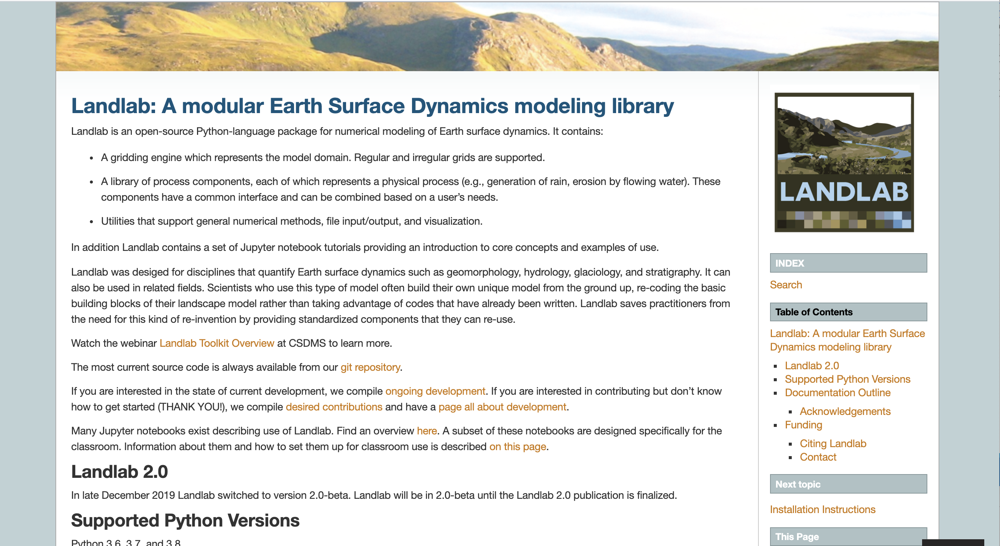 Landlab: A modular Earth Surface Dynamics modeling library
Landlab is an open-source Python-language package for numerical modeling of Earth surface dynamics. It contains:
• A gridding engine which represents the model domain. Regular and irregular grids are supported.
• A library of process components, each of which represents a physical process (e.g., generation of rain, erosion by flowing water). These
components have a common interface and can be combined based on a user’s needs.
• Utilities that support general numerical methods, file input/output, and visualization.
In addition Landlab contains a set of Jupyter notebook tutorials providing an introduction to core concepts and examples of use.
Landlab was desiged for disciplines that quantify Earth surface dynamics such as geomorphology, hydrology, glaciology, and stratigraphy. It can
also be used in related fields. Scientists who use this type of model often build their own unique model from the ground up, re-coding the basic
building blocks of their landscape model rather than taking advantage of codes that have already been written. Landlab saves practitioners from
the need for this kind of re-invention by providing standardized components that they can re-use.
Watch the webinar Landlab Toolkit Overview at CSDMS to learn more.
The most current source code is always available from our git repository.
If you are interested in the state of current development, we compile ongoing development. If you are interested in contributing but don’t know
how to get started (THANK YOU!), we compile desired contributions and have a page all about development.
Many Jupyter notebooks exist describing use of Landlab. Find an overview here. A subset of these notebooks are designed specifically for the
classroom. Information about them and how to set them up for classroom use is described on this page.
Landlab 2.0
In late December 2019 Landlab switched to version 2.0-beta. Landlab will be in 2.0-beta until the Landlab 2.0 publication is finalized.
Supported Python Versions
Python 3.6, 3.7, and 3.8
LANDLAB
INDEX
Search
Table of Contents
Landlab: A modular Earth Surface
Dynamics modeling library
▪ Landlab 2.0
▪ Supported Python Versions
▪ Documentation Outline
▪ Acknowledgements
▪ Funding
▪ Citing Landlab
▪ Contact
Next topic
Installation Instructions
This Page